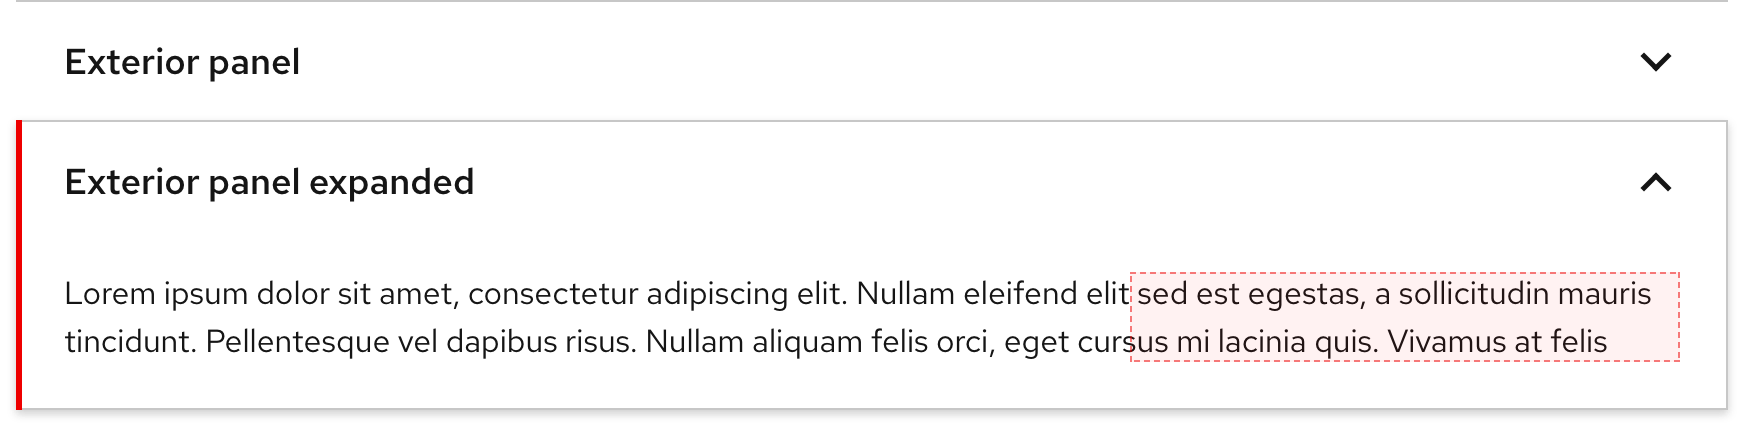 Exterior panel
Exterior panel expanded
Lorem ipsum dolor sit amet, consectetur adipiscing elit. Nullam eleifend elit sed est egestas, a sollicitudin mauris
tincidunt. Pellentesque vel dapibus risus. Nullam aliquam felis orci, eget cursus mi lacinia quis. Vivamus at felis